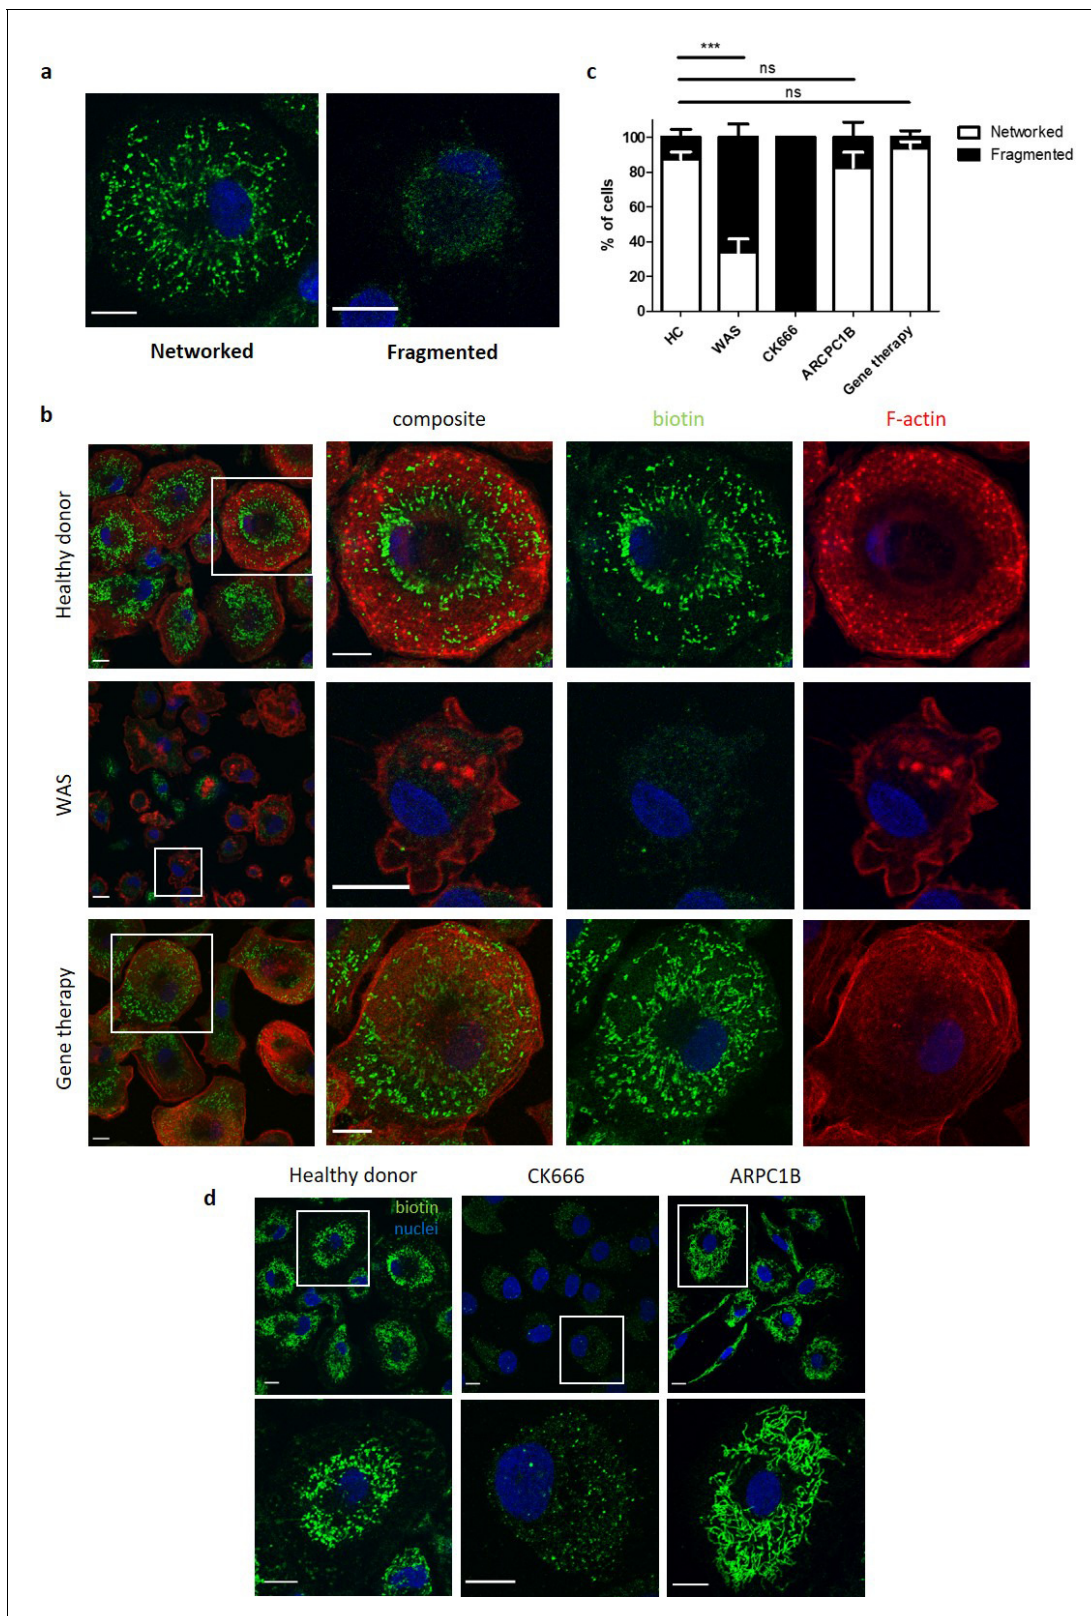 a
Networked
Fragmented
c
***
ns
ns
100
80
60
40
20
0
% of cells
HC
WAS
CK666
ARCPC1B
Gene therapy
Networked
Fragmented
b
composite
biotin
F-actin
Healthy donor
WAS
Gene therapy
d
Healthy donor
CK666
ARPC1B
biotin
nuclei